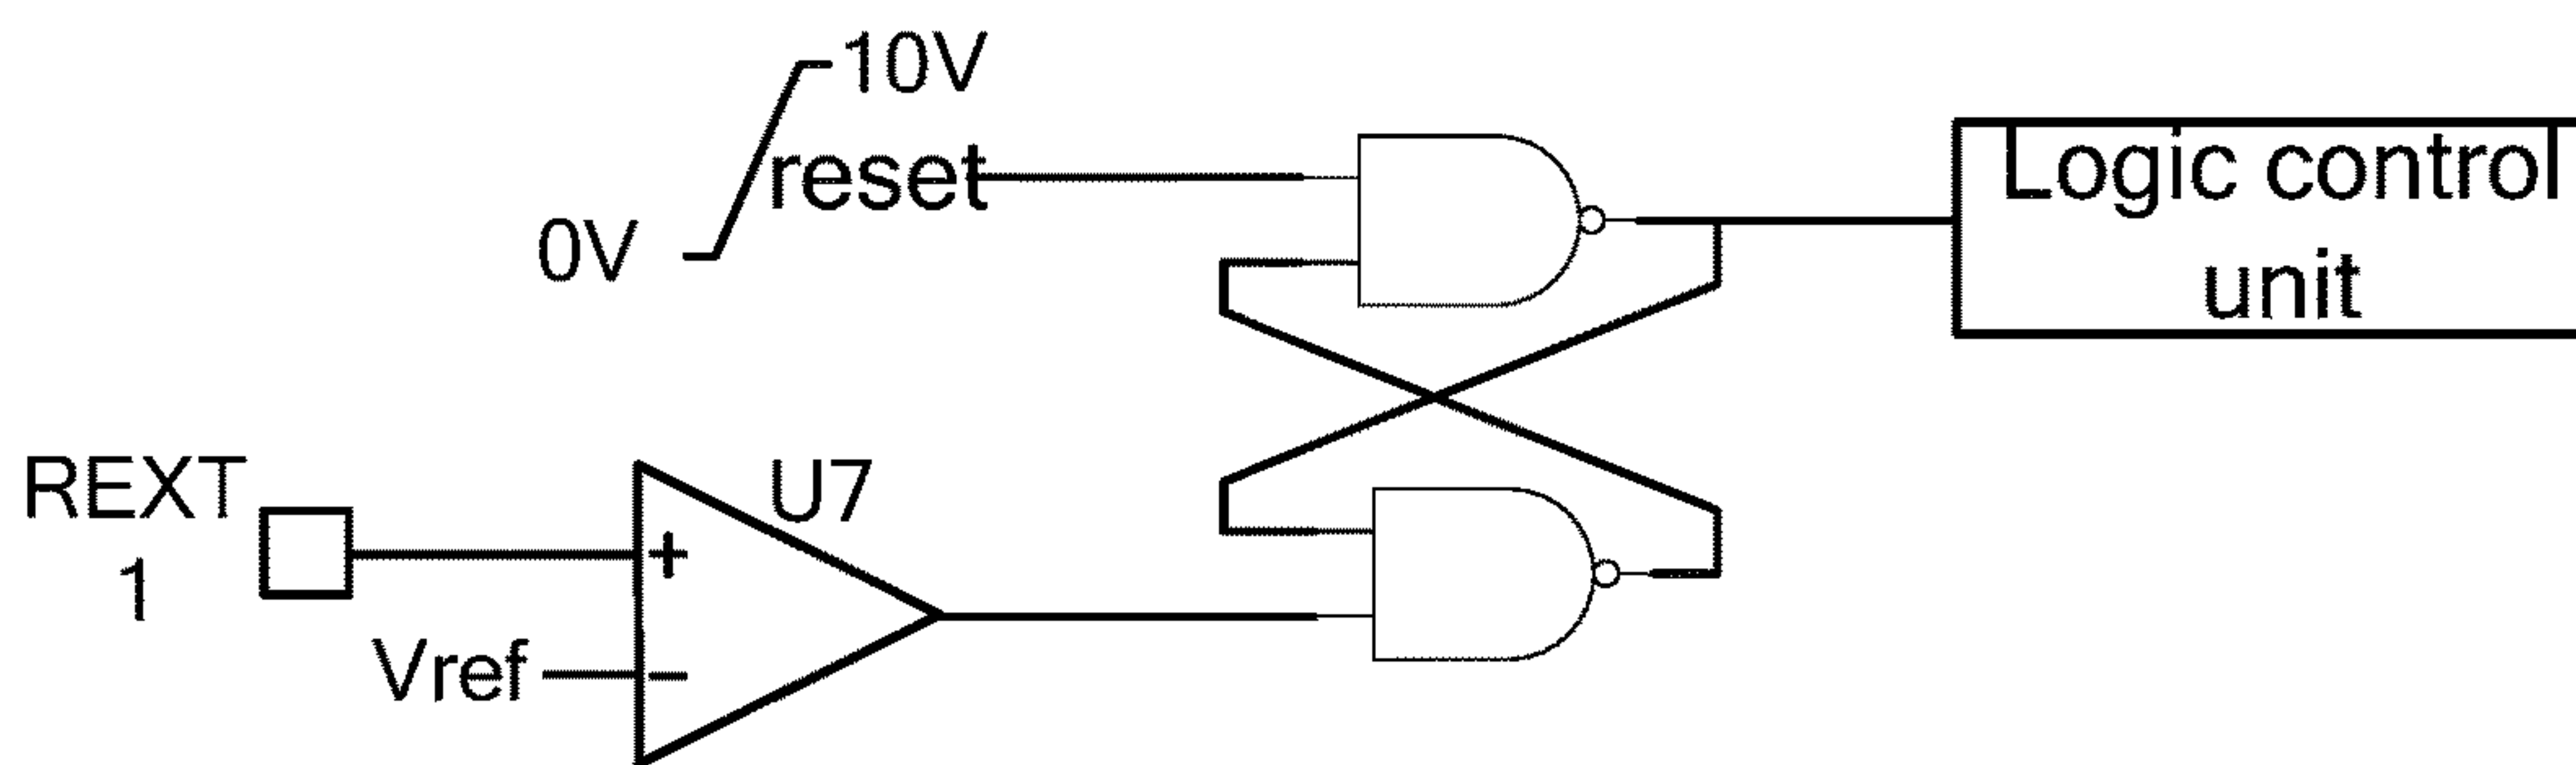 10V
reset
0V
Logic control
unit
REXT
1
U7
+
Vref
-